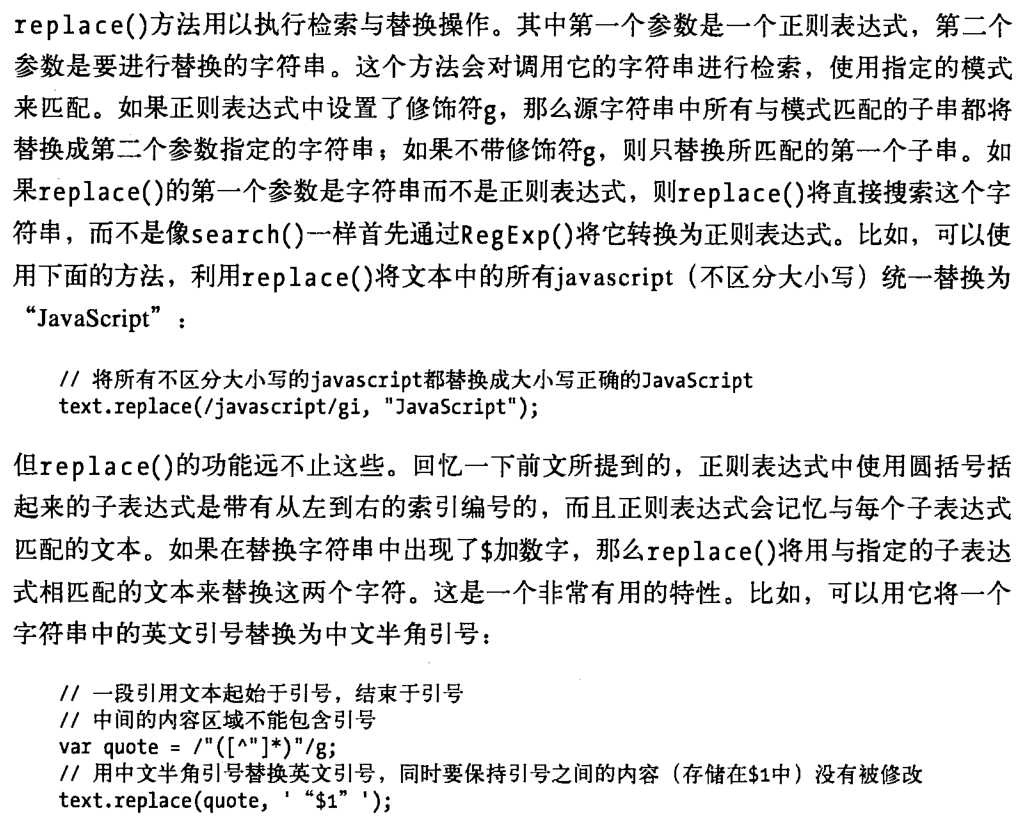 replace()方法用以执行检索与替换操作。其中第一个参数是一个正则表达式，第二个
参数是要进行替换的字符串。这个方法会对调用它的字符串进行检索，使用指定的模式
来匹配。如果正则表达式中设置了修饰符g，那么源字符串中所有与模式匹配的子串都将
替换成第二个参数指定的字符串；如果不带修饰符g，则只替换所匹配的第一个子串。如
果replace()的第一个参数是字符串而不是正则表达式，则replace()将直接搜索这个字
符串，而不是像search()一样首先通过RegExp()将它转换为正则表达式。比如，可以使
用下面的方法，利用replace()将文本中的所有javascript（不区分大小写）统一替换为
“JavaScript”：
// 将所有不区分大小写的javascript都替换成大小写正确的JavaScript
text.replace(/javascript/gi, "JavaScript");
但replace()的功能远不止这些。回忆一下前文所提到的，正则表达式中使用圆括号括
起来的子表达式是带有从左到右的索引编号的，而且正则表达式会记忆与每个子表达式
匹配的文本。如果在替换字符串中出现了$加数字，那么replace()将用与指定的子表达
式相匹配的文本来替换这两个字符。这是一个非常有用的特性。比如，可以用它将一个
字符串中的英文引号替换为中文半角引号：
// 一段引用文本起始于引号，结束于引号
// 中间的内容区域不能包含引号
var quote = /"([^"]*)"/g;
// 用中文半角引号替换英文引号，同时要保持引号之间的内容（存储在$1中）没有被修改
text.replace(quote, ' “$1” ');